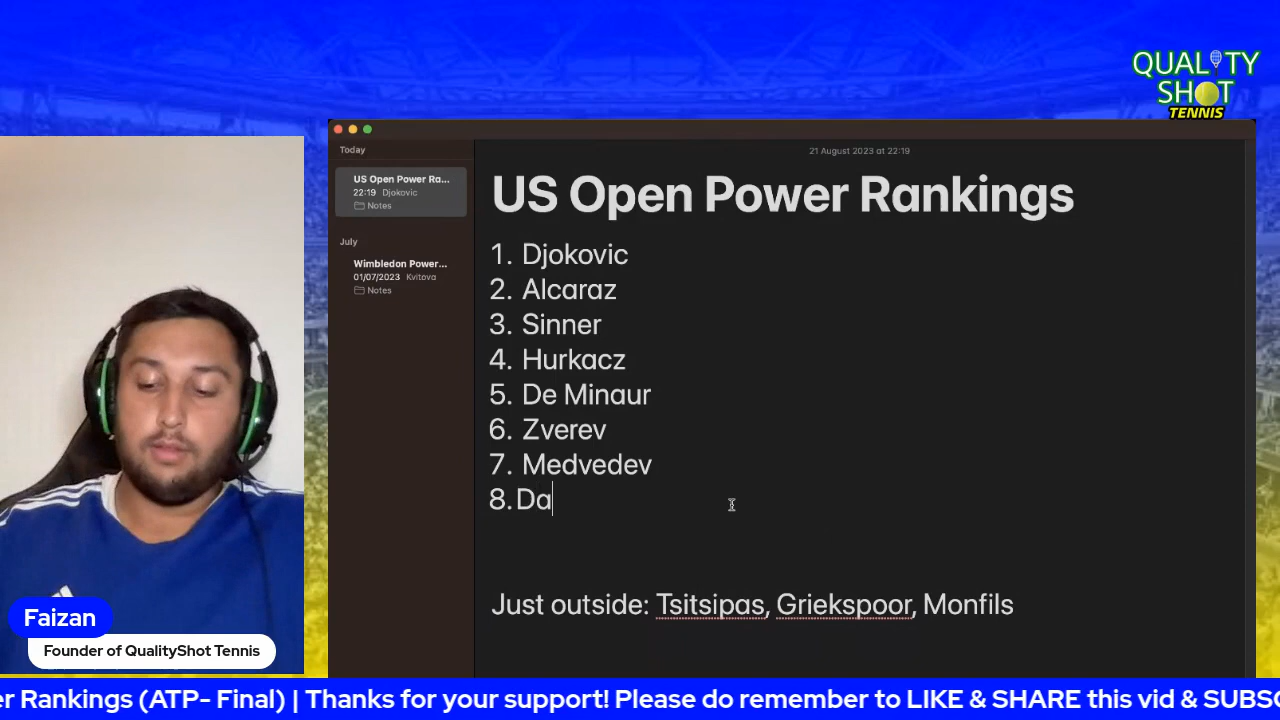 QUALITY
SHOT
TENNIS
Today
US Open Power Ra...
22:19 Djokovic
Notes
July
Wimbledon Power...
01/07/2023 Kvitova
Notes
21 August 2023 at 22:19
US Open Power Rankings
1. Djokovic
2. Alcaraz
3. Sinner
4. Hurkacz
5. De Minaur
6. Zverev
7. Medvedev
8.Da
Just outside: Tsitsipas, Griekspoor, Monfils
Faizan
Founder of QualityShot Tennis
er Rankings (ATP- Final) | Thanks for your support! Please do remember to LIKE & SHARE this vid & SUBSC